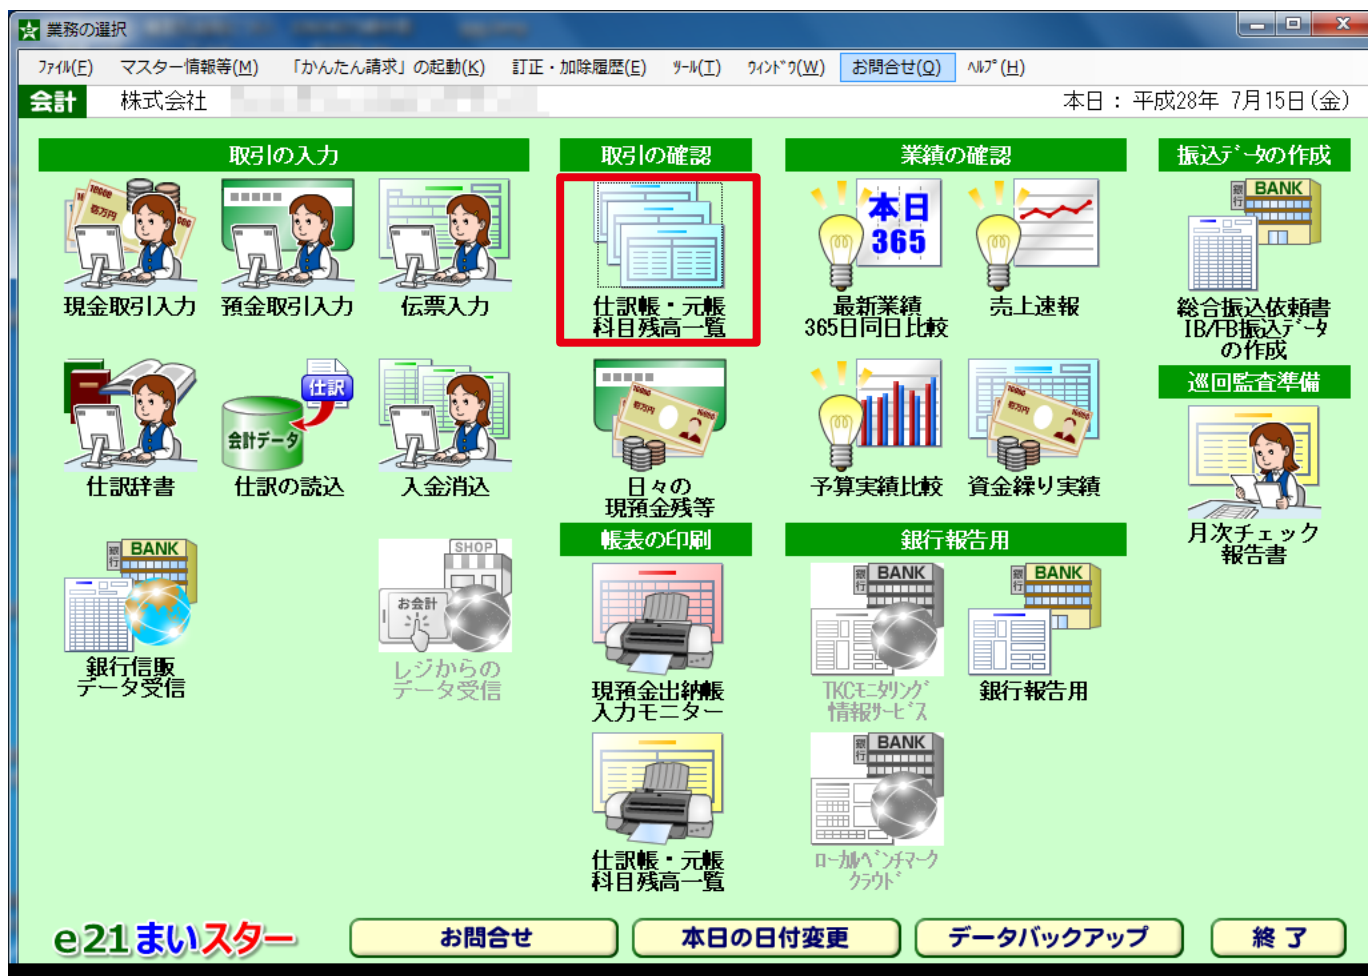 業務の選択
ﾌｧｲﾙ(F) マスター情報等(M) 「かんたん請求」の起動(K) 訂正・加除履歴(E) ﾂｰﾙ(T) ｳｨﾝﾄﾞｳ(W) お問合せ(Q) ﾍﾙﾌﾟ(H)
会計 株式会社 本日：平成28年 7月15日(金)
取引の入力
現金取引入力 預金取引入力 伝票入力
仕訳
会計データ
仕訳辞書 仕訳の読込 入金消込
銀行 BANK
SHOP
お会計
銀行信販
データ受信
レジからの
データ受信
取引の確認
仕訳帳・元帳
科目残高一覧
日々の
現預金残等
帳表の印刷
現預金出納帳
入力モニター
仕訳帳・元帳
科目残高一覧
業績の確認
本日
365
最新業績
365日同日比較
売上速報
予算実績比較 資金繰り実績
銀行報告用
銀行 BANK
銀行 BANK
TKCﾓﾆﾀﾘﾝｸﾞ
情報ｻｰﾋﾞｽ
銀行報告用
銀行 BANK
ﾛｰｶﾙﾍﾞﾝﾁﾏｰｸ
ｸﾗｳﾄﾞ
振込ﾃﾞｰﾀの作成
銀行 BANK
総合振込依頼書
IB/FB振込ﾃﾞｰﾀ
の作成
巡回監査準備
月次チェック
報告書
e21まいスター お問合せ 本日の日付変更 データバックアップ 終了